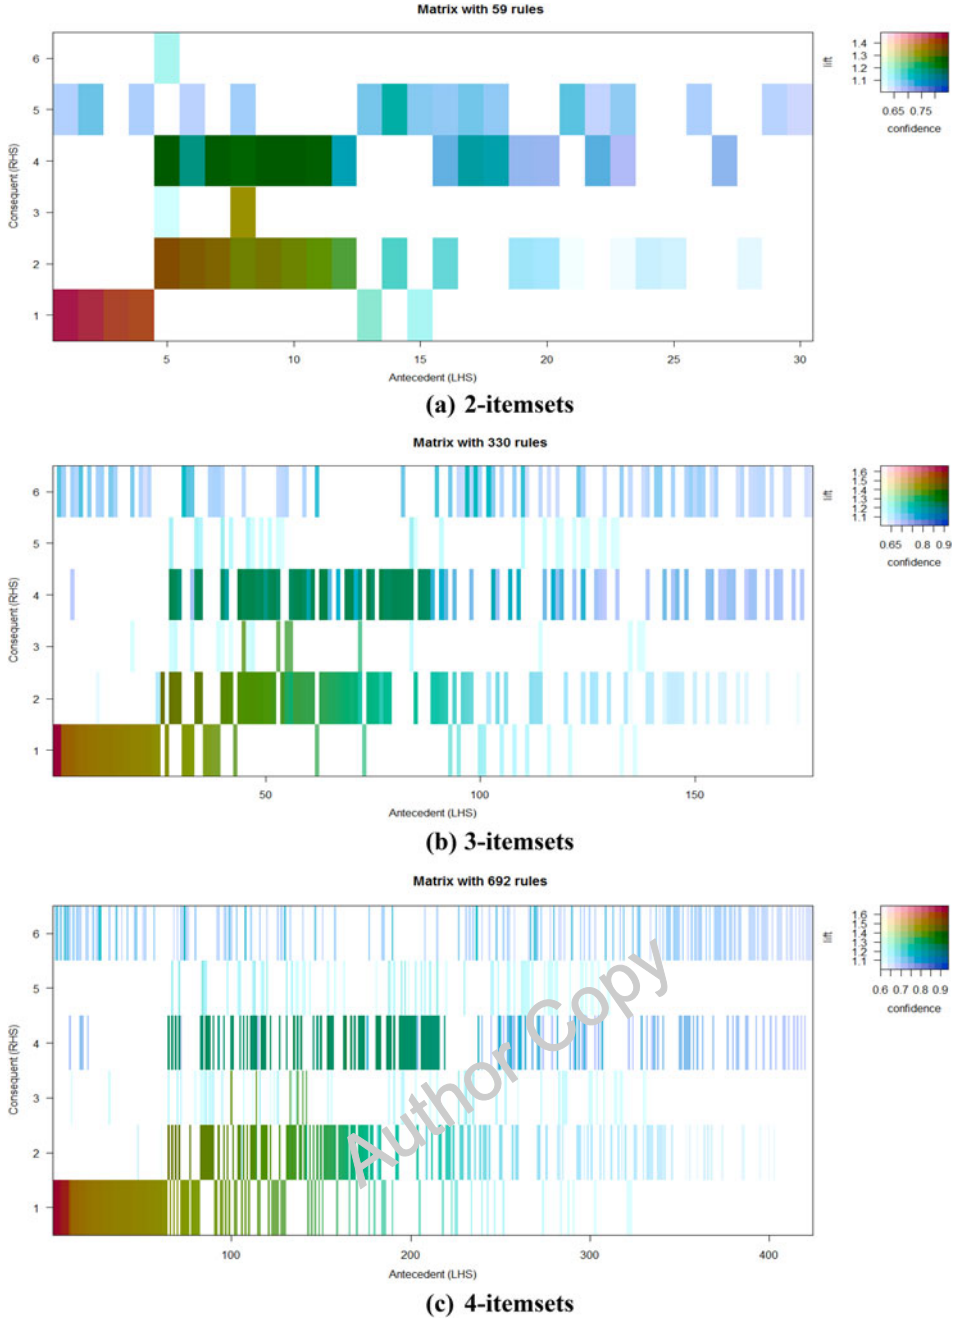 Matrix with 59 rules
6
5
4
3
2
1
Consequent (RHS)
5 10 15 20 25 30
Antecedent (LHS)
lift
1.4
1.3
1.2
1.1
0.65 0.75
confidence
(a) 2-itemsets
Matrix with 330 rules
6
5
4
3
2
1
Consequent (RHS)
50 100 150
Antecedent (LHS)
lift
1.6
1.5
1.4
1.3
1.2
1.1
0.65 0.8 0.9
confidence
(b) 3-itemsets
Matrix with 692 rules
6
5
4
3
2
1
Consequent (RHS)
100 200 300 400
Antecedent (LHS)
lift
1.6
1.5
1.4
1.3
1.2
1.1
0.6 0.7 0.8 0.9
confidence
(c) 4-itemsets
Author Copy